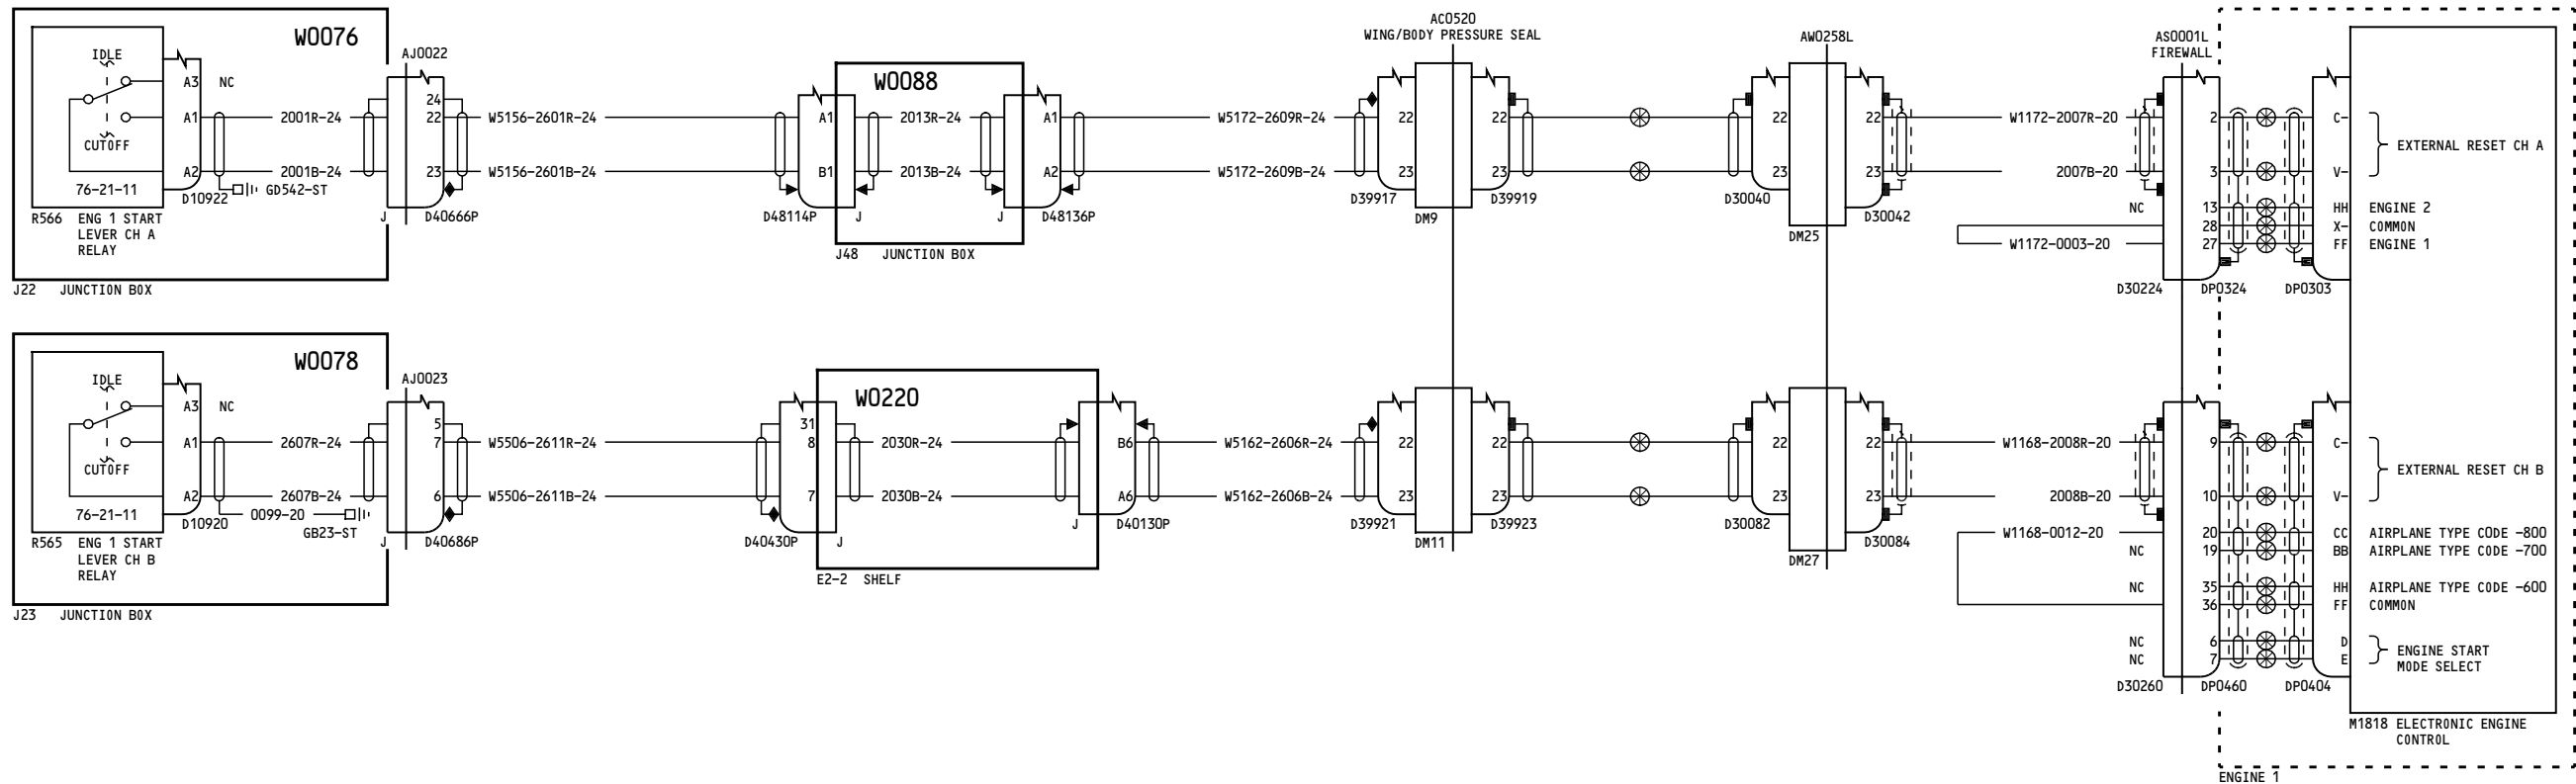 AC0520
WING/BODY PRESSURE SEAL
AW0258L
AS0001L
FIREWALL
W0076
AJ0022
W0088
IDLE
CUTOFF
76-21-11
A3 NC
A1
A2
2001R-24
2001B-24
GD542-ST
D10922
R566 ENG 1 START
LEVER CH A
RELAY
J22 JUNCTION BOX
24
22
23
J D40666P
W5156-2601R-24
W5156-2601B-24
A1
B1
D48114P J
2013R-24
2013B-24
A1
A2
J D48136P
J48 JUNCTION BOX
W5172-2609R-24
W5172-2609B-24
22
23
D39917
DM9
22
23
D39919
22
23
D30040
DM25
22
23
D30042
W1172-2007R-20
2007B-20
NC
W1172-0003-20
D30224
2
3
13
28
27
DP0324
C-
V-
HH
X-
FF
DP0303
EXTERNAL RESET CH A
ENGINE 2
COMMON
ENGINE 1
W0078
AJ0023
W0220
IDLE
CUTOFF
76-21-11
A3 NC
A1
A2
2607R-24
2607B-24
0099-20
GB23-ST
D10920
R565 ENG 1 START
LEVER CH B
RELAY
J23 JUNCTION BOX
5
7
6
J D40686P
W5506-2611R-24
W5506-2611B-24
31
8
7
D40430P J
2030R-24
2030B-24
B6
A6
J D40130P
E2-2 SHELF
W5162-2606R-24
W5162-2606B-24
22
23
D39921
DM11
22
23
D39923
22
23
D30082
DM27
22
23
D30084
W1168-2008R-20
2008B-20
W1168-0012-20
NC
NC
NC
NC
D30260
9
10
20
19
35
36
6
7
DP0460
C-
V-
CC
BB
HH
FF
D
E
DP0404
EXTERNAL RESET CH B
AIRPLANE TYPE CODE -800
AIRPLANE TYPE CODE -700
AIRPLANE TYPE CODE -600
COMMON
ENGINE START
MODE SELECT
M1818 ELECTRONIC ENGINE
CONTROL
ENGINE 1